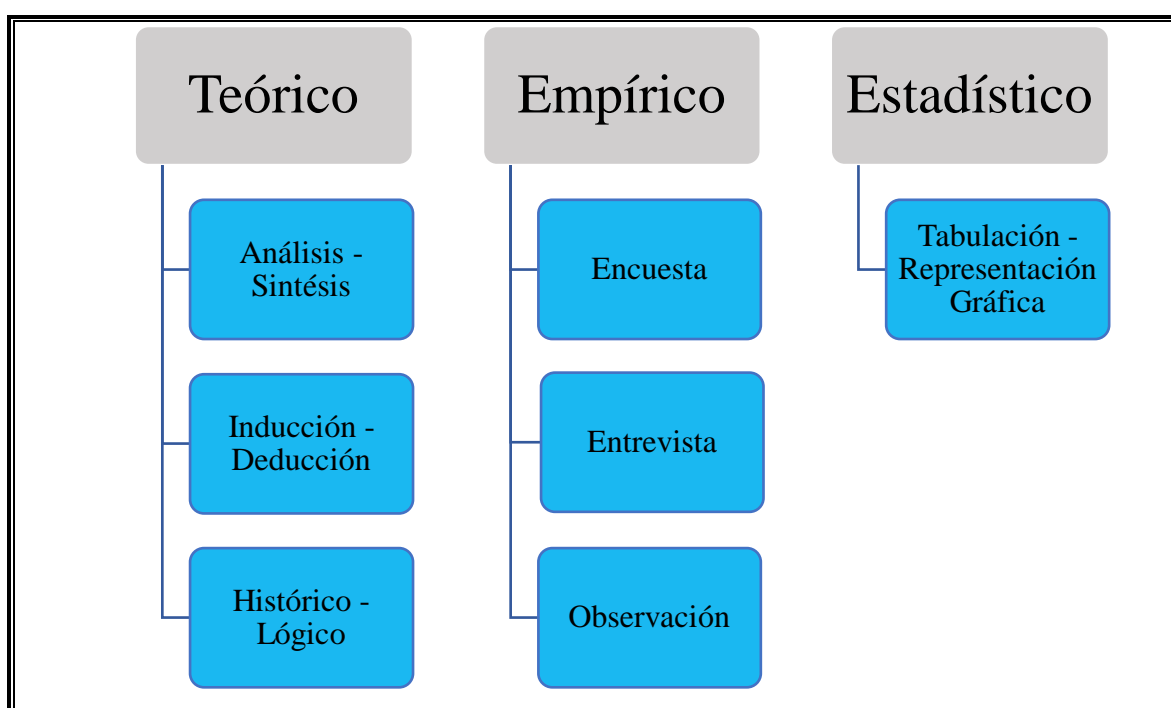 Teórico
Análisis -
Sintésis
Inducción -
Deducción
Histórico -
Lógico
Empírico
Encuesta
Entrevista
Observación
Estadístico
Tabulación -
Representación
Gráfica